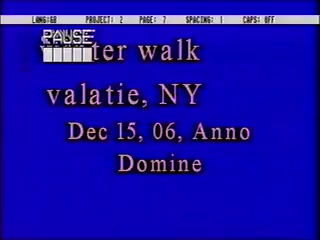 LANG:GB PROJECT: 2 PAGE: 7 SPACING: 1 CAPS: OFF
PAUSE
ter walk
valatie, NY
Dec 15, 06, Anno
Domine